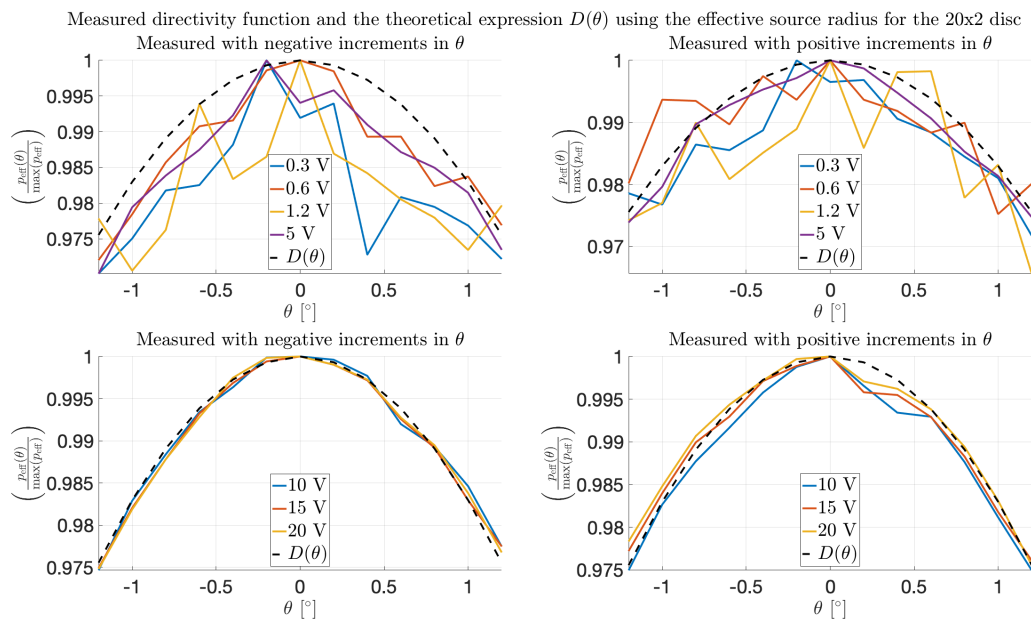 Measured directivity function and the theoretical expression D(θ) using the effective source radius for the 20x2 disc
Measured with negative increments in θ
1
0.995
0.99
0.985
0.98
0.975
(p_eff(θ) / max(p_eff))
0.3 V
0.6 V
1.2 V
5 V
D(θ)
-1 -0.5 0 0.5 1
θ [°]
Measured with positive increments in θ
1
0.99
0.98
0.97
(p_eff(θ) / max(p_eff))
0.3 V
0.6 V
1.2 V
5 V
D(θ)
-1 -0.5 0 0.5 1
θ [°]
Measured with negative increments in θ
1
0.995
0.99
0.985
0.98
0.975
(p_eff(θ) / max(p_eff))
10 V
15 V
20 V
D(θ)
-1 -0.5 0 0.5 1
θ [°]
Measured with positive increments in θ
1
0.995
0.99
0.985
0.98
0.975
(p_eff(θ) / max(p_eff))
10 V
15 V
20 V
D(θ)
-1 -0.5 0 0.5 1
θ [°]